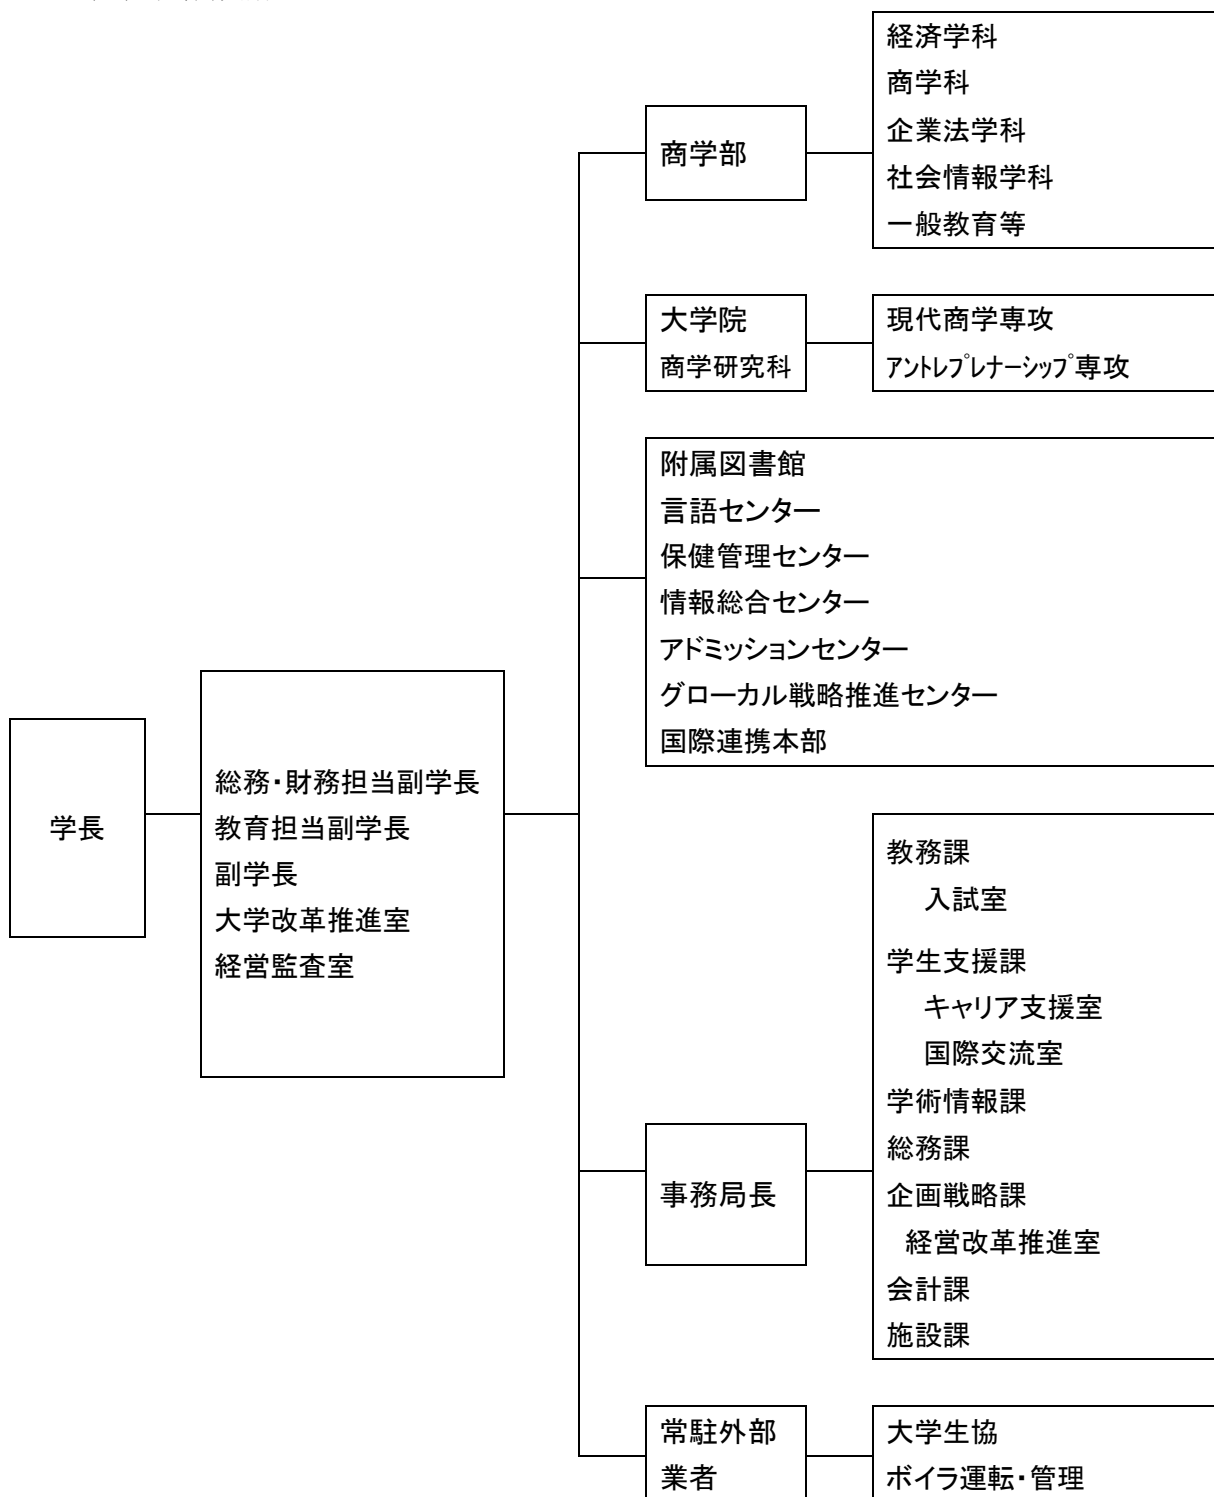 経済学科
商学科
企業法学科
社会情報学科
一般教育等
商学部
大学院
商学研究科
現代商学専攻
アントレプレナーシップ専攻
附属図書館
言語センター
保健管理センター
情報総合センター
アドミッションセンター
グローカル戦略推進センター
国際連携本部
学長
総務・財務担当副学長
教育担当副学長
副学長
大学改革推進室
経営監査室
事務局長
教務課
入試室
学生支援課
キャリア支援室
国際交流室
学術情報課
総務課
企画戦略課
経営改革推進室
会計課
施設課
常駐外部
業者
大学生協
ボイラ運転・管理